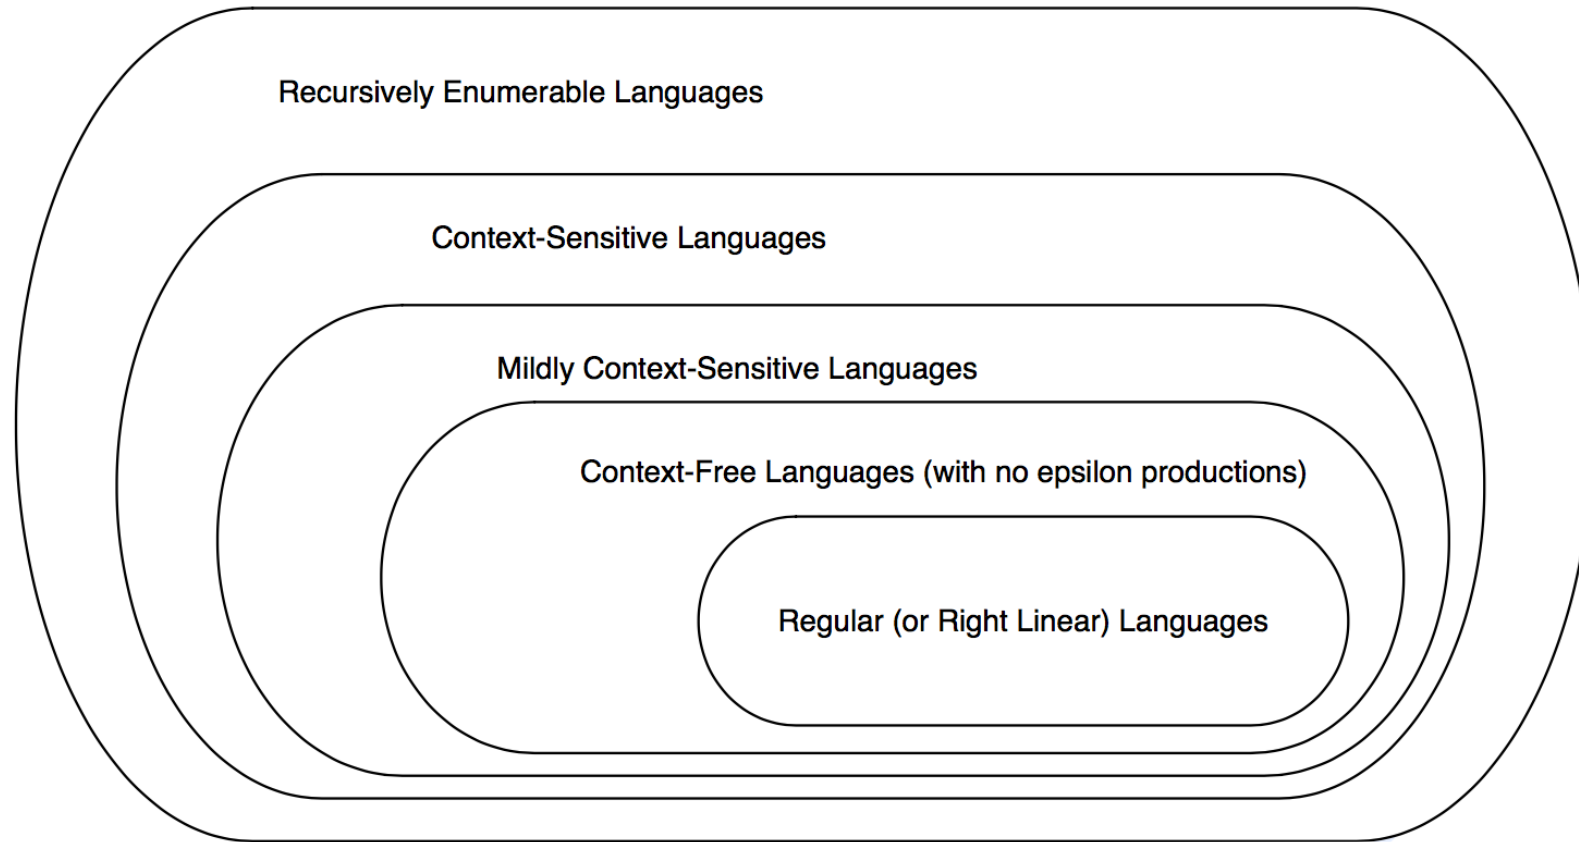 Recursively Enumerable Languages
Context-Sensitive Languages
Mildly Context-Sensitive Languages
Context-Free Languages (with no epsilon productions)
Regular (or Right Linear) Languages